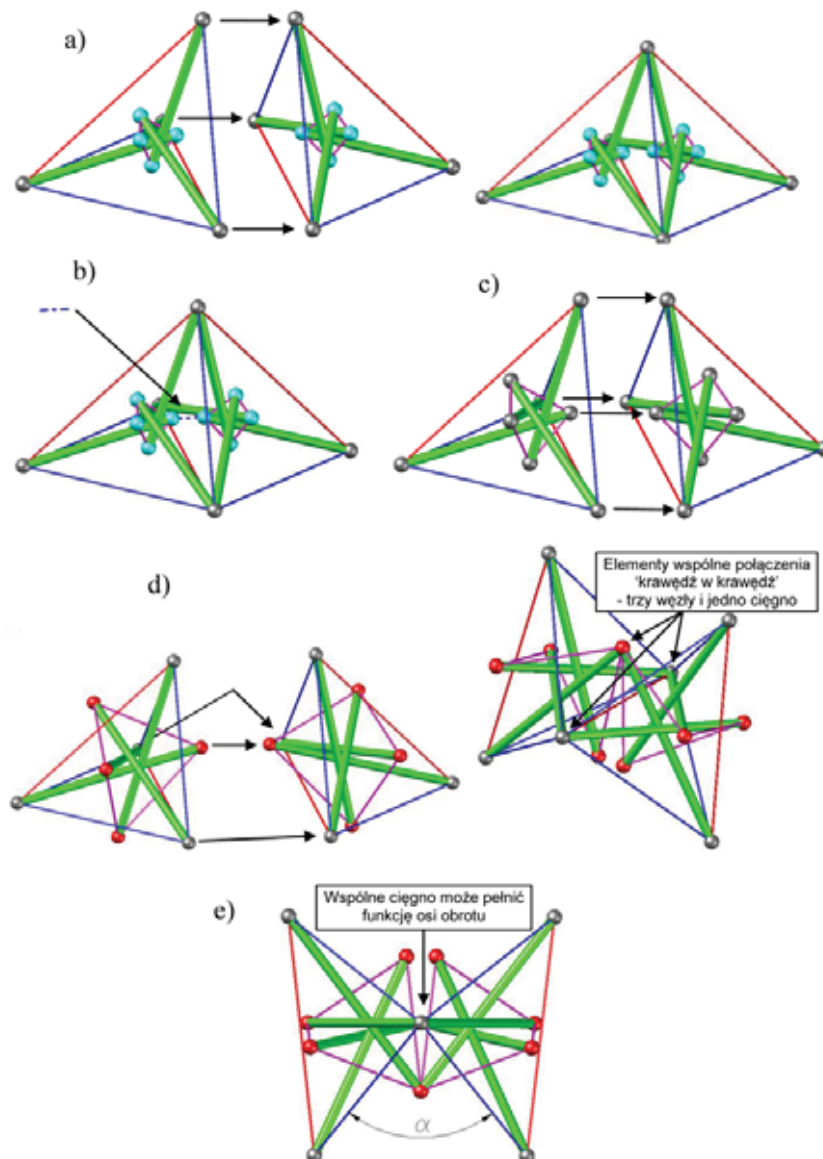 a)
b)
c)
d)
Elementy wspólne połączenia
‘krawędź w krawędź’
- trzy węzły i jedno cięgno
e)
Wspólne cięgno może pełnić
funkcję osi obrotu
α